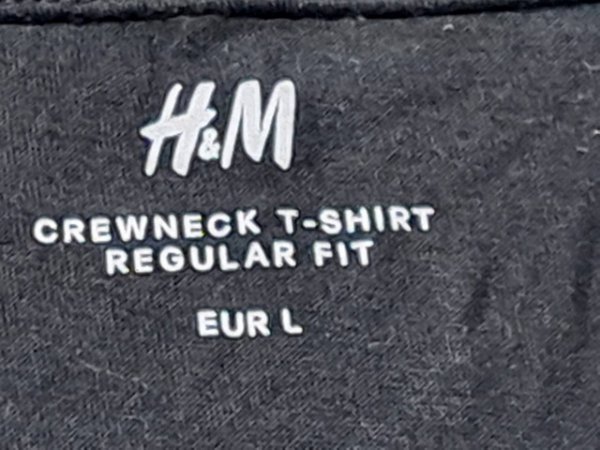 H&M
CREWNECK T-SHIRT
REGULAR FIT
EUR L